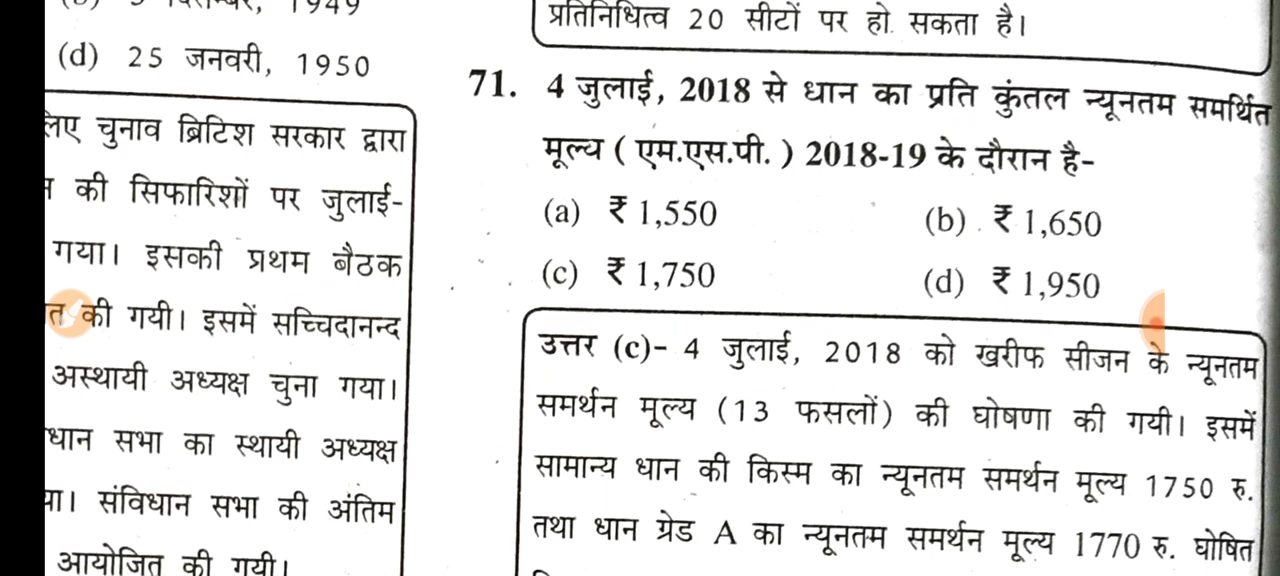 (d) 25 जनवरी, 1950
लिए चुनाव ब्रिटिश सरकार द्वारा
की सिफारिशों पर जुलाई-
गया। इसकी प्रथम बैठक
की गयी। इसमें सच्चिदानन्द
अस्थायी अध्यक्ष चुना गया।
सभा का स्थायी अध्यक्ष
संविधान सभा की अंतिम
आयोजित की गयी।
प्रतिनिधित्व 20 सीटों पर हो सकता है।
71. 4 जुलाई, 2018 से धान का प्रति कुंतल न्यूनतम समर्थित
मूल्य ( एम.एस.पी. ) 2018-19 के दौरान है-
(a) ₹ 1,550 (b) ₹ 1,650
(c) ₹ 1,750 (d) ₹ 1,950
उत्तर (c)- 4 जुलाई, 2018 को खरीफ सीजन के न्यूनतम
समर्थन मूल्य (13 फसलों) की घोषणा की गयी। इसमें
सामान्य धान की किस्म का न्यूनतम समर्थन मूल्य 1750 रु.
तथा धान ग्रेड A का न्यूनतम समर्थन मूल्य 1770 रु. घोषित